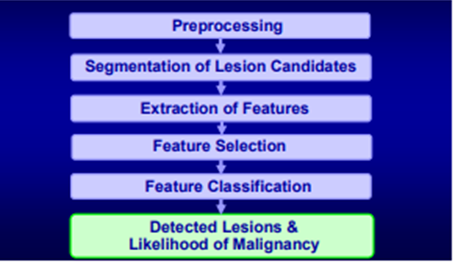 Preprocessing
Segmentation of Lesion Candidates
Extraction of Features
Feature Selection
Feature Classification
Detected Lesions &
Likelihood of Malignancy